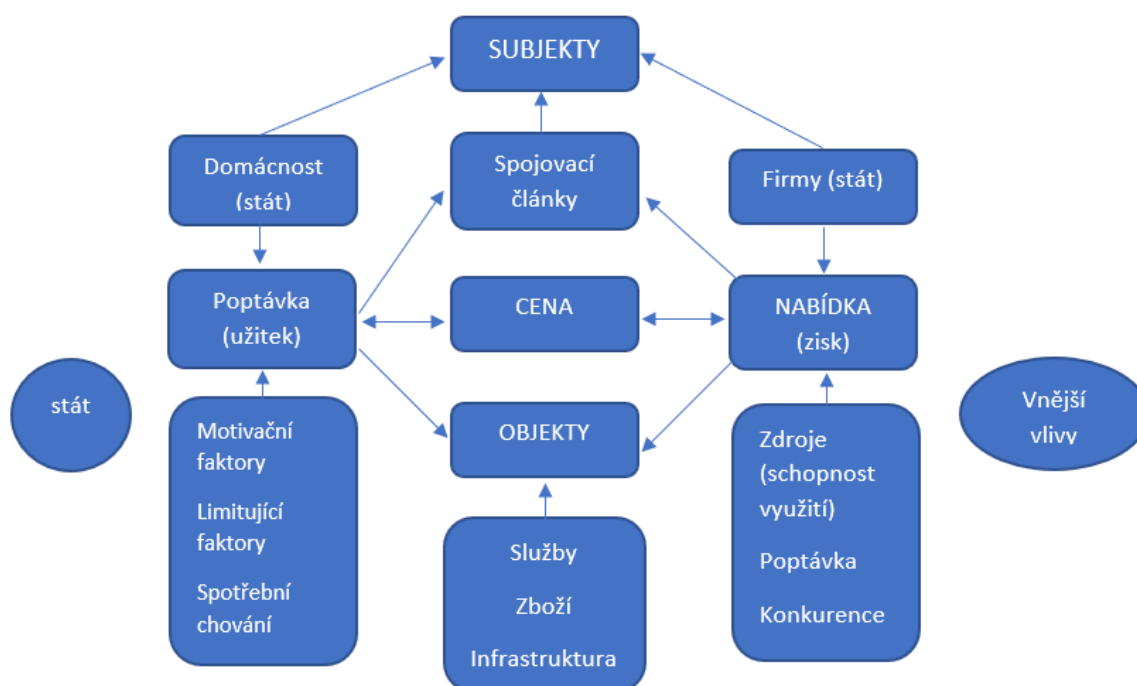 SUBJEKTY
Domácnost
(stát)
Spojovací
články
Firmy (stát)
Poptávka
(užitek)
CENA
NABÍDKA
(zisk)
stát
Motivační
faktory
Limitující
faktory
Spotřební
chování
OBJEKTY
Služby
Zboží
Infrastruktura
Zdroje
(schopnost
využití)
Poptávka
Konkurence
Vnější
vlivy